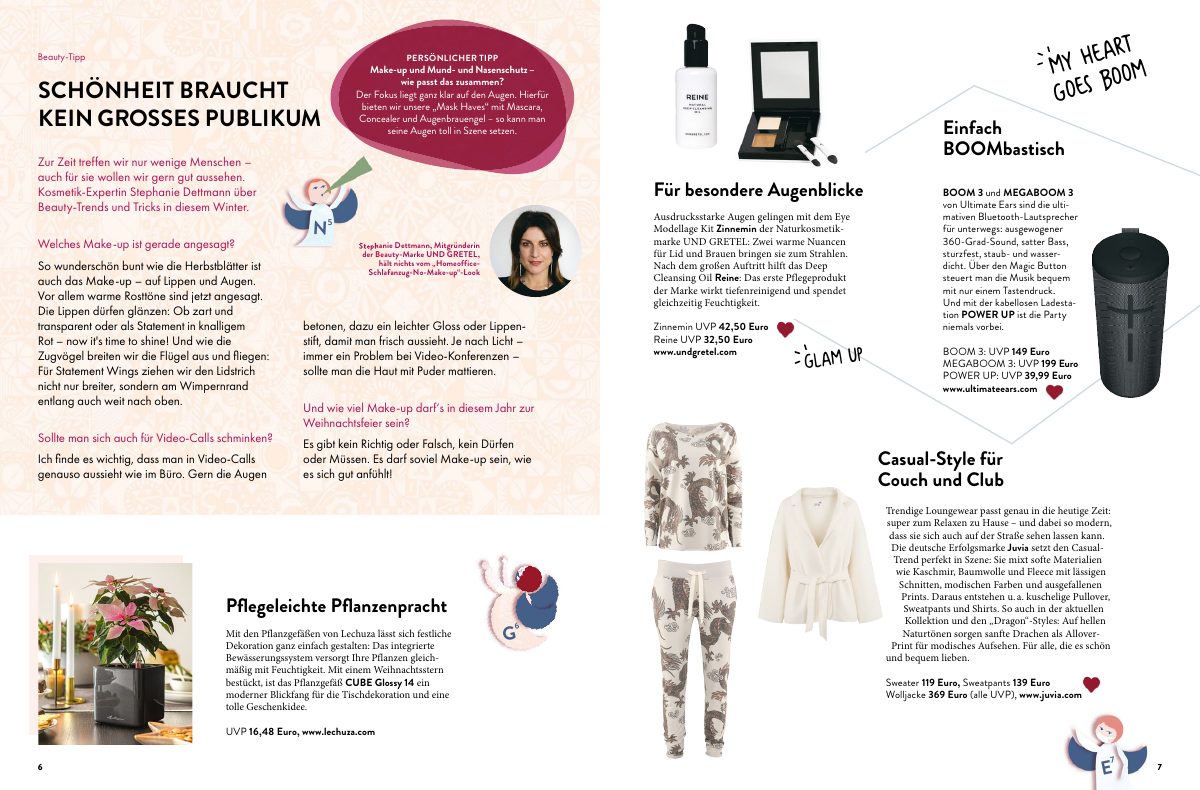 Beauty-Tipp
SCHÖNHEIT BRAUCHT
KEIN GROSSES PUBLIKUM
Zur Zeit treffen wir nur wenige Menschen –
auch für sie wollen wir gern gut aussehen.
Kosmetik-Expertin Stephanie Dettmann über
Beauty-Trends und Tricks in diesem Winter.
Welches Make-up ist gerade angesagt?
So wunderschön bunt wie die Herbstblätter ist
auch das Make-up – auf Lippen und Augen.
Vor allem warme Rosttöne sind jetzt angesagt.
Die Lippen dürfen glänzen: Ob zart und
transparent oder als Statement in knalligem
Rot – now it's time to shine! Und wie die
Zugvögel breiten wir die Flügel aus und fliegen:
Für Statement Wings ziehen wir den Lidstrich
nicht nur breiter, sondern am Wimpernrand
entlang auch weit nach oben.
Sollte man sich auch für Video-Calls schminken?
Ich finde es wichtig, dass man in Video-Calls
genauso aussieht wie im Büro. Gern die Augen
PERSÖNLICHER TIPP
Make-up und Mund- und Nasenschutz –
wie passt das zusammen?
Der Fokus liegt ganz klar auf den Augen. Hierfür
bieten wir unsere „Mask Haves“ mit Mascara,
Concealer und Augenbrauengel – so kann man
seine Augen toll in Szene setzen.
N5
Stephanie Dettmann, Mitgründerin
der Beauty-Marke UND GRETEL,
hält nichts vom „Homeoffice-
Schlafanzug-No-Make-up“-Look
betonen, dazu ein leichter Gloss oder Lippen-
stift, damit man frisch aussieht. Je nach Licht –
immer ein Problem bei Video-Konferenzen –
sollte man die Haut mit Puder mattieren.
Und wie viel Make-up darf’s in diesem Jahr zur
Weihnachtsfeier sein?
Es gibt kein Richtig oder Falsch, kein Dürfen
oder Müssen. Es darf soviel Make-up sein, wie
es sich gut anfühlt!
Pflegeleichte Pflanzenpracht
Mit den Pflanzgefäßen von Lechuza lässt sich festliche
Dekoration ganz einfach gestalten: Das integrierte
Bewässerungssystem versorgt Ihre Pflanzen gleich-
mäßig mit Feuchtigkeit. Mit einem Weihnachtsstern
bestückt, ist das Pflanzgefäß CUBE Glossy 14 ein
moderner Blickfang für die Tischdekoration und eine
tolle Geschenkidee.
UVP 16,48 Euro, www.lechuza.com
G6
6
REINE
Für besondere Augenblicke
Ausdrucksstarke Augen gelingen mit dem Eye
Modellage Kit Zinnemin der Naturkosmetik-
marke UND GRETEL: Zwei warme Nuancen
für Lid und Brauen bringen sie zum Strahlen.
Nach dem großen Auftritt hilft das Deep
Cleansing Oil Reine: Das erste Pflegeprodukt
der Marke wirkt tiefenreinigend und spendet
gleichzeitig Feuchtigkeit.
Zinnemin UVP 42,50 Euro
Reine UVP 32,50 Euro
www.undgretel.com
GLAM UP
MY HEART
GOES BOOM
Einfach
BOOMbastisch
BOOM 3 und MEGABOOM 3
von Ultimate Ears sind die ulti-
mativen Bluetooth-Lautsprecher
für unterwegs: ausgewogener
360-Grad-Sound, satter Bass,
sturzfest, staub- und wasser-
dicht. Über den Magic Button
steuert man die Musik bequem
mit nur einem Tastendruck.
Und mit der kabellosen Ladesta-
tion POWER UP ist die Party
niemals vorbei.
BOOM 3: UVP 149 Euro
MEGABOOM 3: UVP 199 Euro
POWER UP: UVP 39,99 Euro
www.ultimateears.com
Casual-Style für
Couch und Club
Trendige Loungewear passt genau in die heutige Zeit:
super zum Relaxen zu Hause – und dabei so modern,
dass sie sich auch auf der Straße sehen lassen kann.
Die deutsche Erfolgsmarke Juvia setzt den Casual-
Trend perfekt in Szene: Sie mixt softe Materialien
wie Kaschmir, Baumwolle und Fleece mit lässigen
Schnitten, modischen Farben und ausgefallenen
Prints. Daraus entstehen u. a. kuschelige Pullover,
Sweatpants und Shirts. So auch in der aktuellen
Kollektion und den „Dragon“-Styles: Auf hellen
Naturtönen sorgen sanfte Drachen als Allover-
Print für modisches Aufsehen. Für alle, die es schön
und bequem lieben.
Sweater 119 Euro, Sweatpants 139 Euro
Wolljacke 369 Euro (alle UVP), www.juvia.com
E7
7